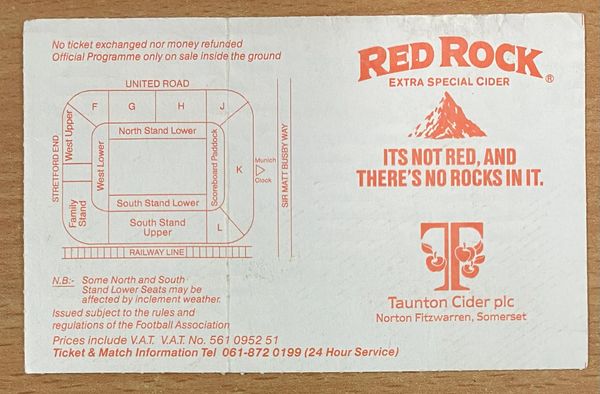 No ticket exchanged nor money refunded
Official Programme only on sale inside the ground
UNITED ROAD
F
G
H
J
STRETFORD END
West Upper
West Lower
North Stand Lower
Scoreboard Paddock
K
Munich
Clock
SIR MATT BUSBY WAY
Family
Stand
South Stand Lower
South Stand
Upper
L
RAILWAY LINE
N.B:- Some North and South
Stand Lower Seats may be
affected by inclement weather.
Issued subject to the rules and
regulations of the Football Association
Prices include V.A.T. V.A.T. No. 561 0952 51
Ticket & Match Information Tel 061-872 0199 (24 Hour Service)
RED ROCK
EXTRA SPECIAL CIDER
®
ITS NOT RED, AND
THERE'S NO ROCKS IN IT.
T
Taunton Cider plc
Norton Fitzwarren, Somerset